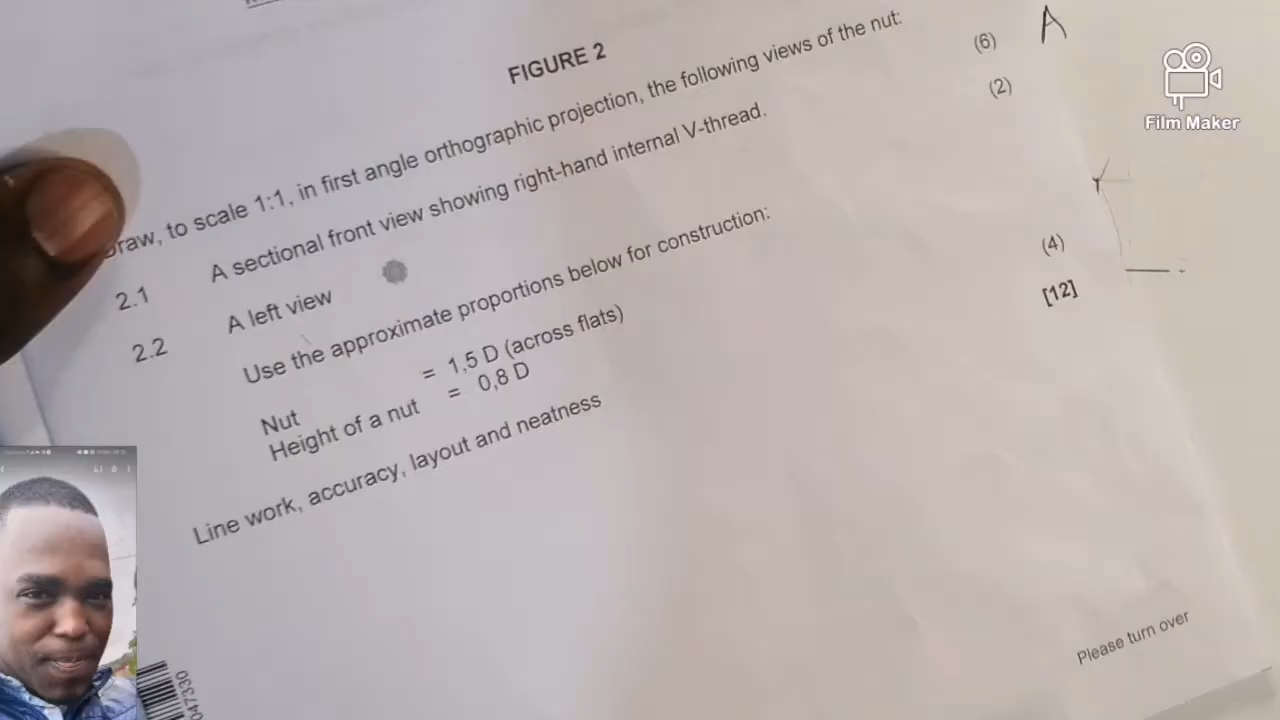 FIGURE 2
Draw, to scale 1:1, in first angle orthographic projection, the following views of the nut:
2.1 A sectional front view showing right-hand internal V-thread. (6)
2.2 A left view (2)
Use the approximate proportions below for construction:
Nut = 1,5 D (across flats)
Height of a nut = 0,8 D
Line work, accuracy, layout and neatness (4)
[12]
Please turn over
A
Film Maker
047330